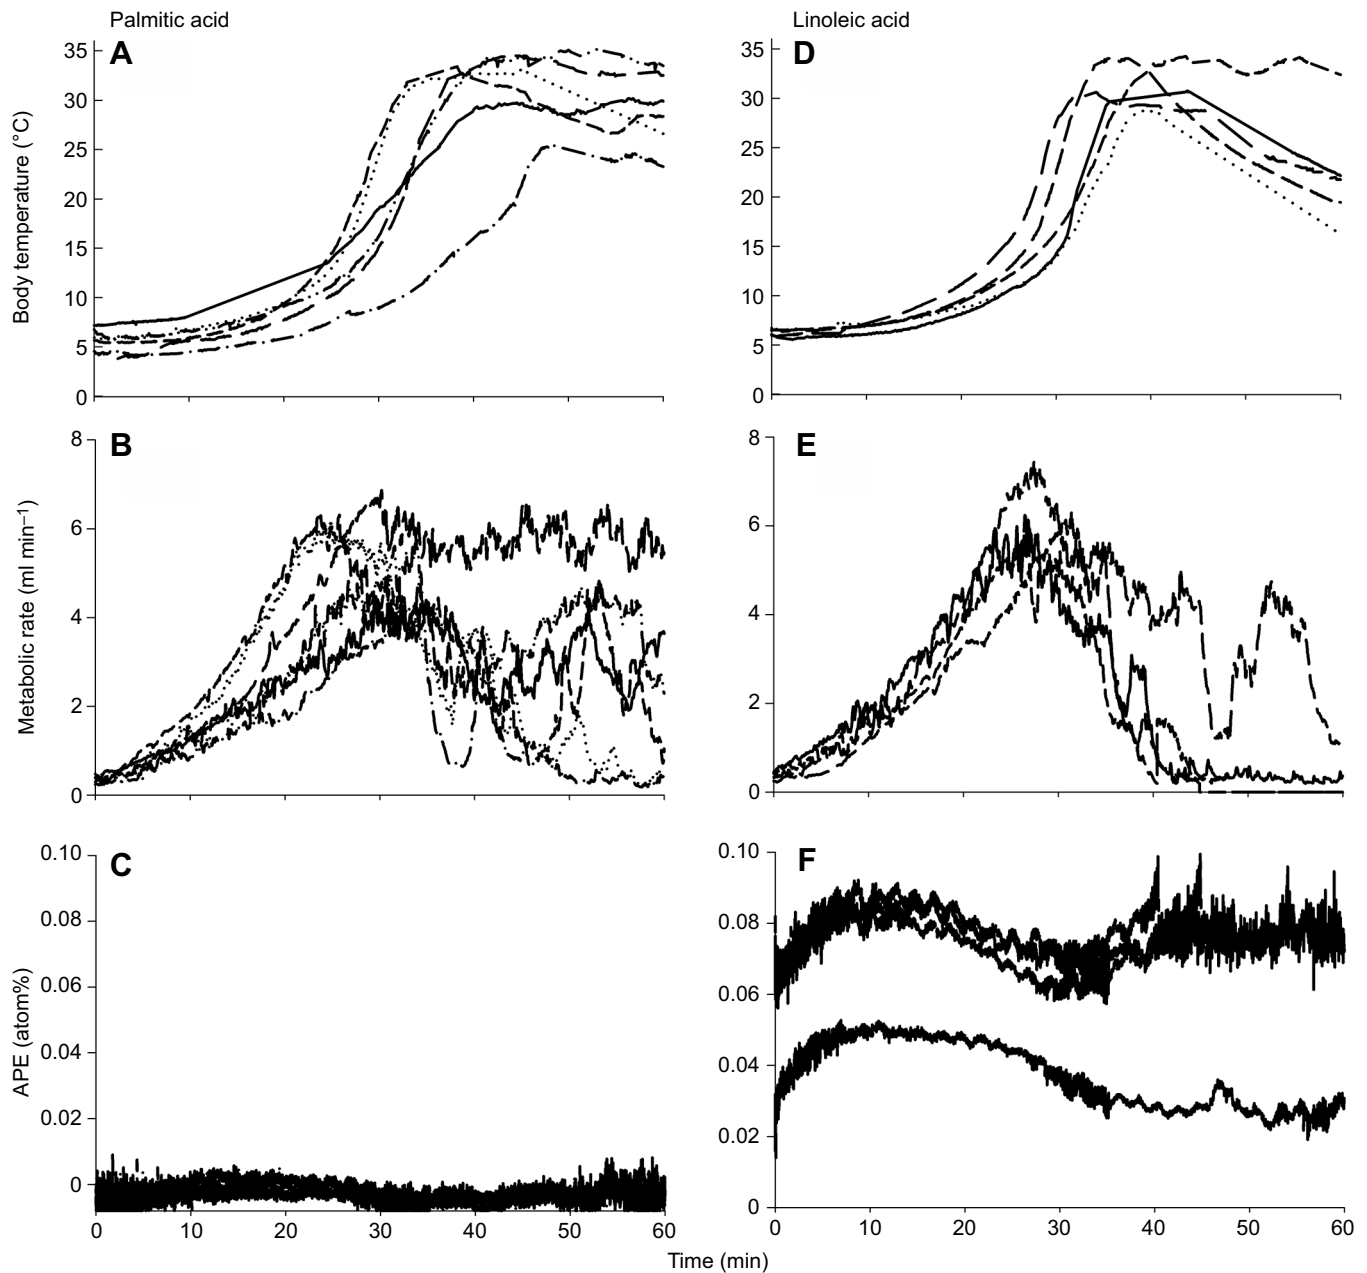 Palmitic acid
Linoleic acid
A
D
35
30
25
20
15
10
5
0
Body temperature (°C)
35
30
25
20
15
10
5
0
B
E
8
6
4
2
0
Metabolic rate (ml min–1)
8
6
4
2
0
C
F
0.10
0.08
0.06
0.04
0.02
0
APE (atom%)
0.10
0.08
0.06
0.04
0.02
0
0 10 20 30 40 50 60
0 10 20 30 40 50 60
Time (min)